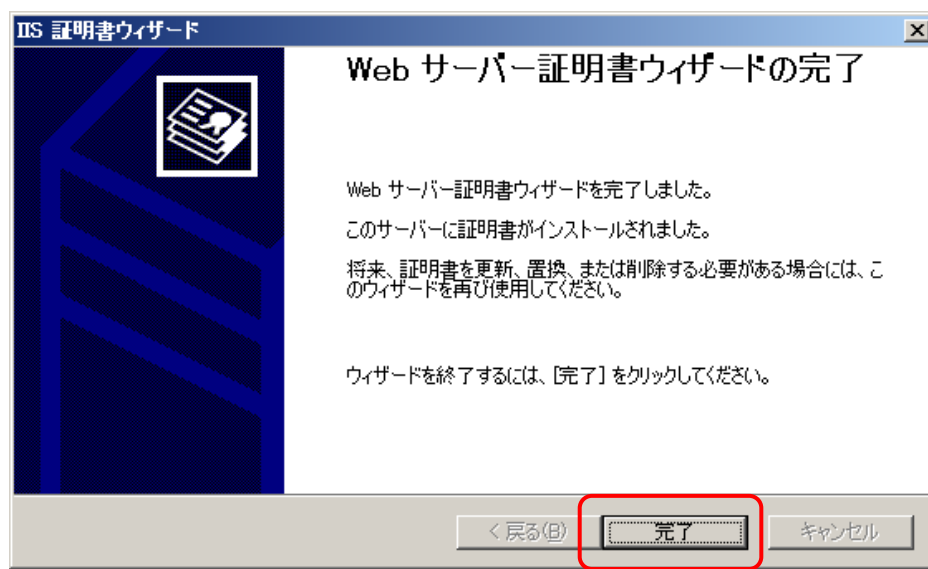 IIS 証明書ウィザード
Web サーバー証明書ウィザードの完了
Web サーバー証明書ウィザードを完了しました。
このサーバーに証明書がインストールされました。
将来、証明書を更新、置換、または削除する必要がある場合には、こ
のウィザードを再び使用してください。
ウィザードを終了するには、[完了] をクリックしてください。
< 戻る(B)
完了
キャンセル